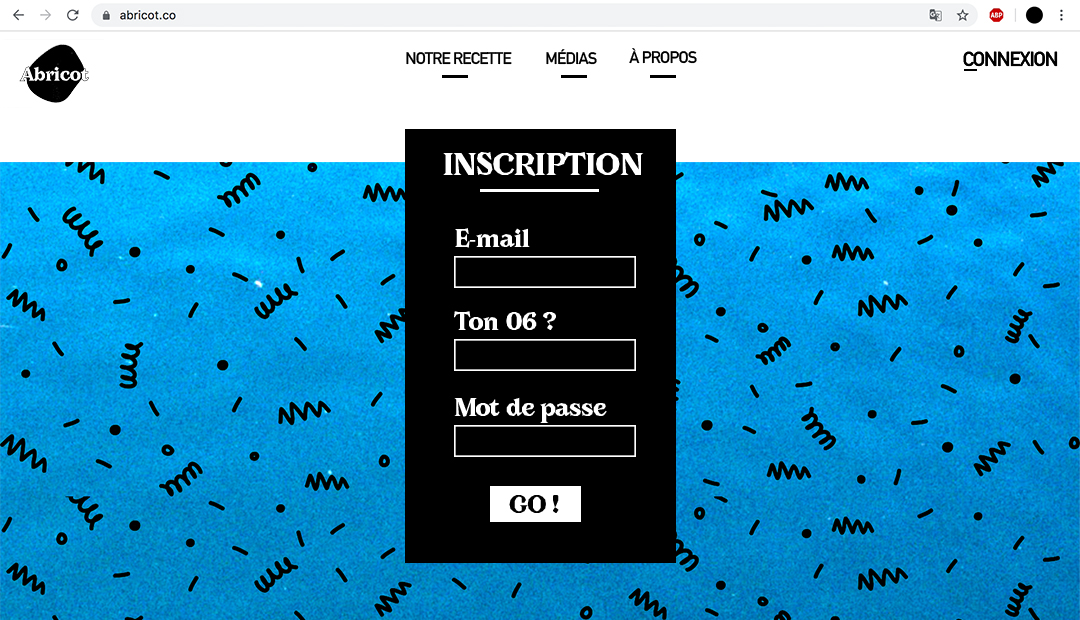 abricot.co
ABP
Abricot
NOTRE RECETTE
MÉDIAS
À PROPOS
CONNEXION
INSCRIPTION
E-mail
Ton 06 ?
Mot de passe
GO !